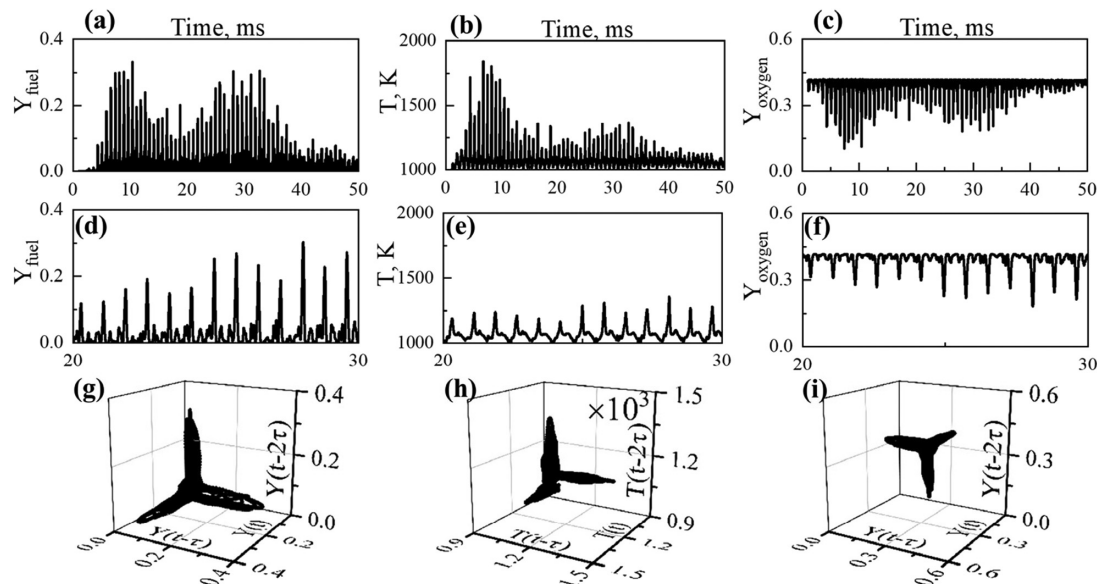 (a)
Time, ms
Y_fuel
0.4
0.2
0.0
0 10 20 30 40 50
(b)
Time, ms
T, K
2000
1500
1000
0 10 20 30 40 50
(c)
Time, ms
Y_oxygen
0.6
0.3
0.0
0 10 20 30 40 50
(d)
Y_fuel
0.4
0.2
0.0
20 30
(e)
T, K
2000
1500
1000
20 30
(f)
Y_oxygen
0.6
0.3
0.0
20 30
(g)
0.4
0.2
0.0
Y(t-2τ)
Y(t)
Y(t-τ)
0.0
0.2
0.4
0.2
0.4
(h)
×10³
1.5
1.2
0.9
T(t-2τ)
T(t)
T(t-τ)
0.9
1.2
1.5
1.2
1.5
(i)
0.6
0.3
0.0
Y(t-2τ)
Y(t)
Y(t-τ)
0.0
0.3
0.6
0.3
0.6